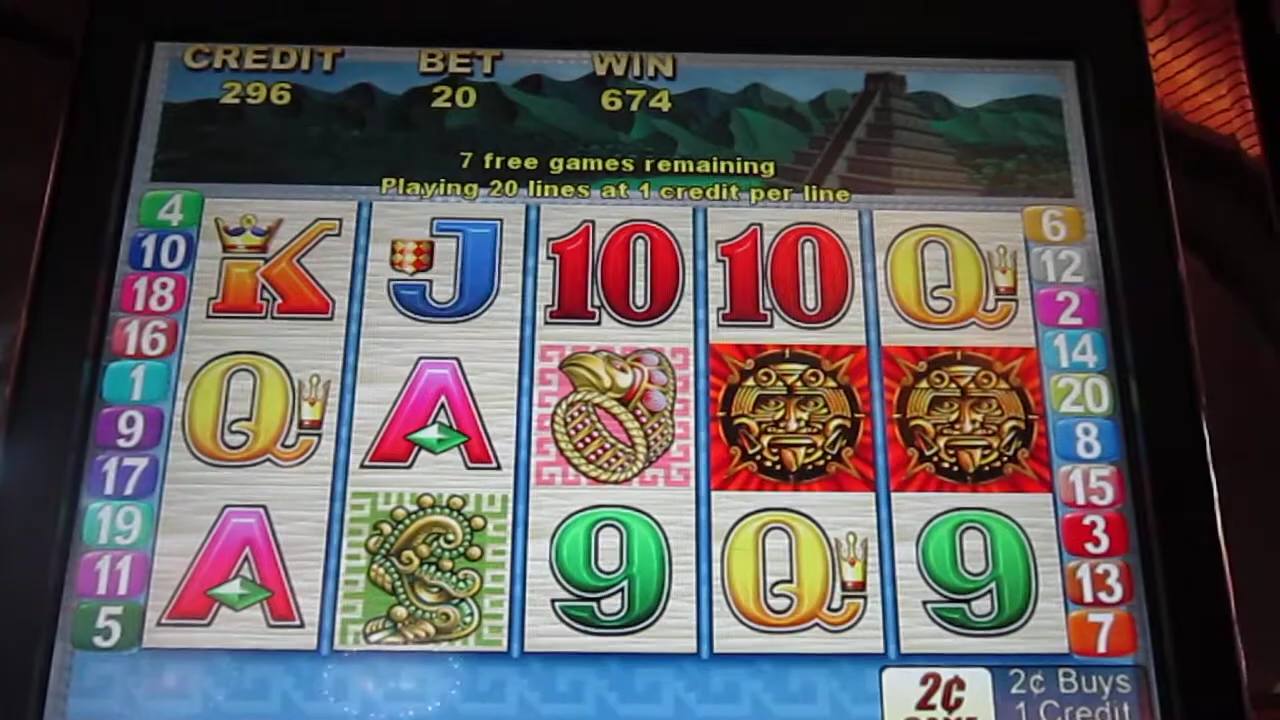 CREDIT BET WIN
296 20 674
7 free games remaining
Playing 20 lines at 1 credit per line
4 K J 10 10 Q 6
10 12
18 2
16 14
1 Q A 20
9 8
17 15
19 A 9 Q 9 3
11 13
5 7
2¢ 2¢ Buys
1 Credit